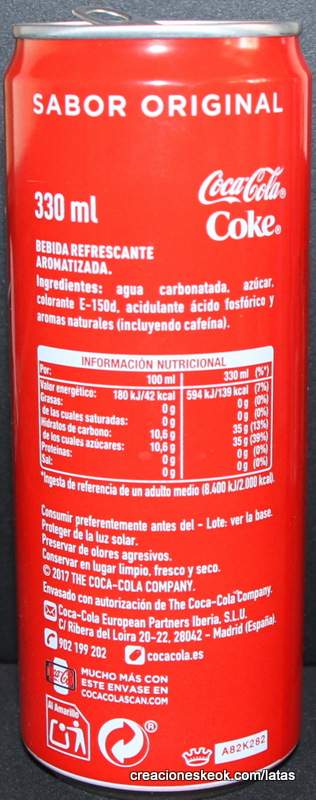 SABOR ORIGINAL
330 ml
Coca-Cola®
Coke®
BEBIDA REFRESCANTE
AROMATIZADA.
Ingredientes: agua carbonatada, azúcar,
colorante E-150d, acidulante ácido fosfórico y
aromas naturales (incluyendo cafeína).
INFORMACIÓN NUTRICIONAL
Por: 100 ml 330 ml (%*)
Valor energético: 180 kJ/42 kcal 594 kJ/139 kcal (7%)
Grasas: 0 g 0 g (0%)
de las cuales saturadas: 0 g 0 g (0%)
Hidratos de carbono: 10,6 g 35 g (13%)
de los cuales azúcares: 10,6 g 35 g (39%)
Proteínas: 0 g 0 g (0%)
Sal: 0 g 0 g (0%)
*Ingesta de referencia de un adulto medio (8.400 kJ/2.000 kcal).
Consumir preferentemente antes del - Lote: ver la base.
Proteger de la luz solar.
Preservar de olores agresivos.
Conservar en lugar limpio, fresco y seco.
© 2017 THE COCA-COLA COMPANY.
Envasado con autorización de The Coca-Cola Company.
Coca-Cola European Partners Iberia, S.L.U.
C/ Ribera del Loira 20-22, 28042 - Madrid (España).
902 199 202 cocacola.es
MUCHO MÁS CON
ESTE ENVASE EN
COCACOLASCAN.COM
Al Amarillo
®
A82K262
creacioneskeok.com/latas